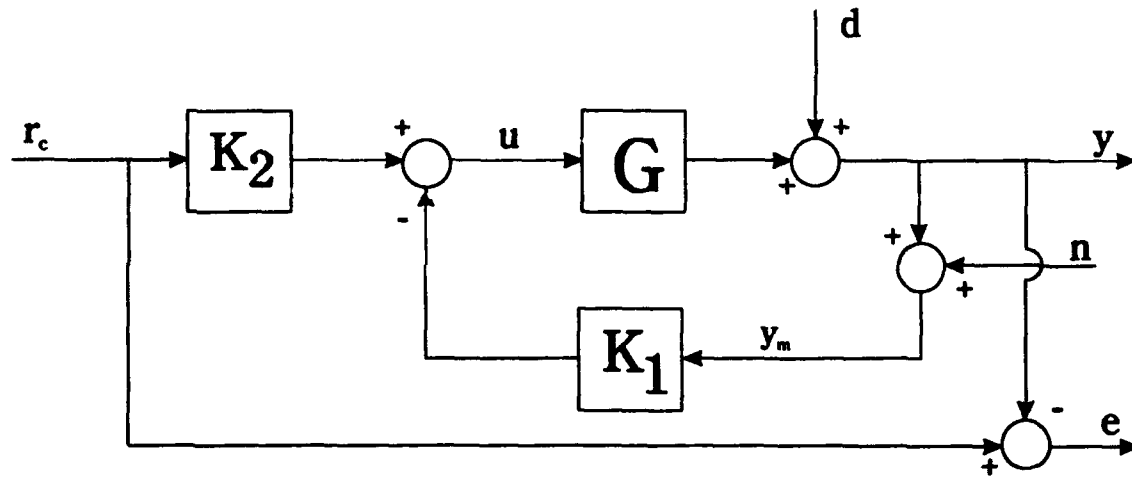 d
r_c
K_2
+
u
G
+
y
+
-
+
n
+
K_1
y_m
-
e
+